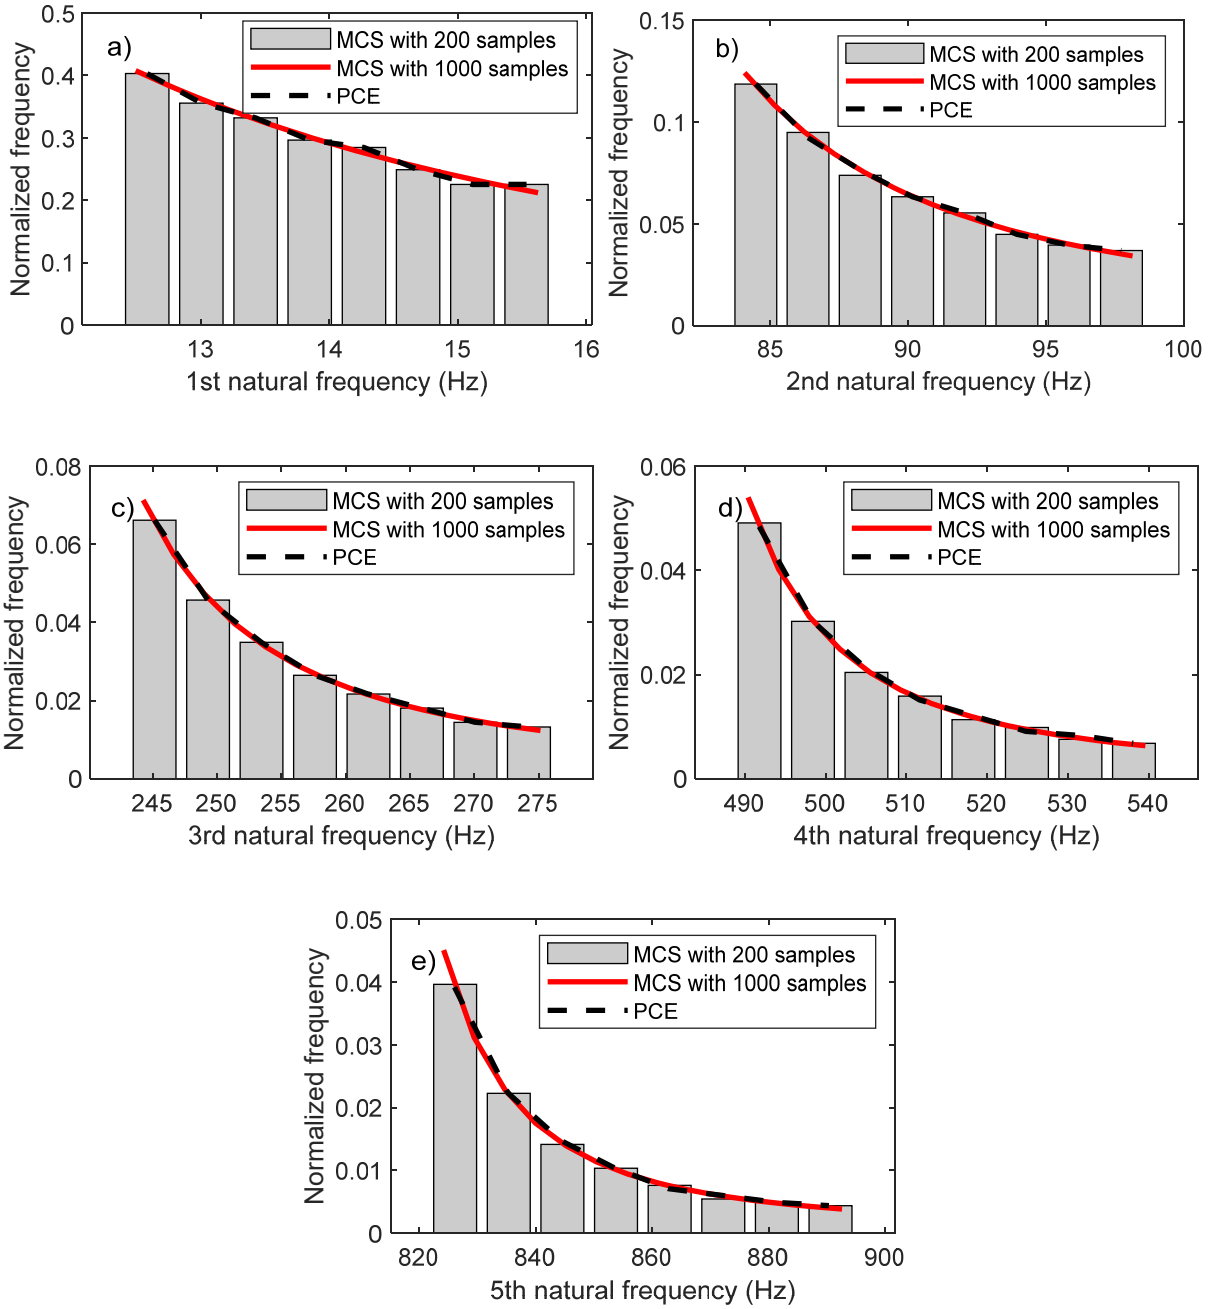 a)
MCS with 200 samples
MCS with 1000 samples
PCE
Normalized frequency
0.5
0.4
0.3
0.2
0.1
0
13 14 15 16
1st natural frequency (Hz)
b)
MCS with 200 samples
MCS with 1000 samples
PCE
Normalized frequency
0.15
0.1
0.05
0
85 90 95 100
2nd natural frequency (Hz)
c)
MCS with 200 samples
MCS with 1000 samples
PCE
Normalized frequency
0.08
0.06
0.04
0.02
0
245 250 255 260 265 270 275
3rd natural frequency (Hz)
d)
MCS with 200 samples
MCS with 1000 samples
PCE
Normalized frequency
0.06
0.04
0.02
0
490 500 510 520 530 540
4th natural frequency (Hz)
e)
MCS with 200 samples
MCS with 1000 samples
PCE
Normalized frequency
0.05
0.04
0.03
0.02
0.01
0
820 840 860 880 900
5th natural frequency (Hz)